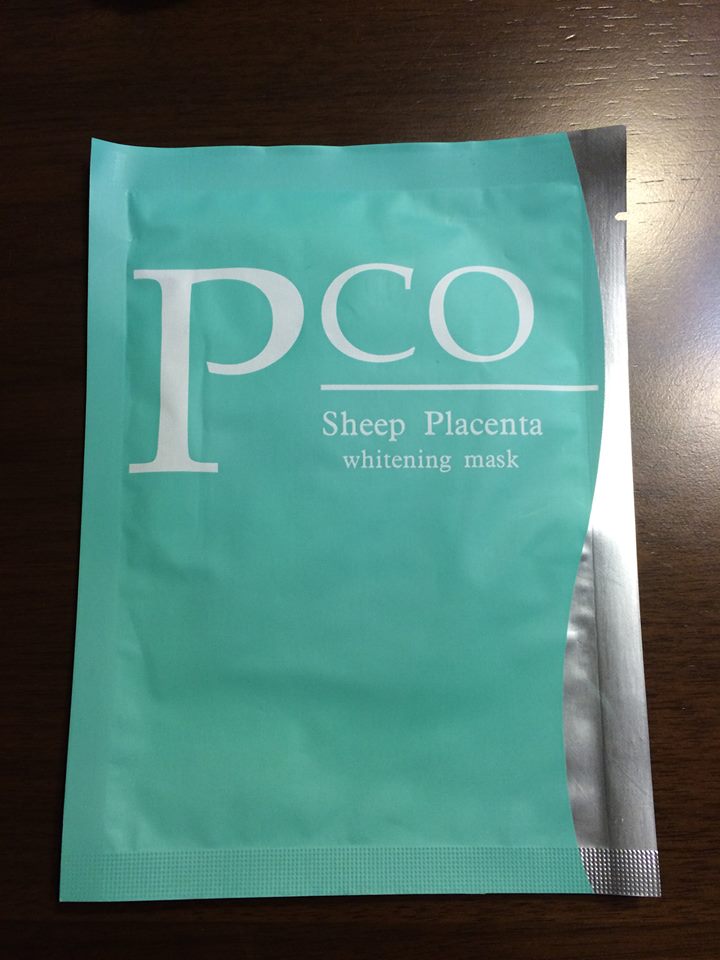 PCO
Sheep Placenta
whitening mask